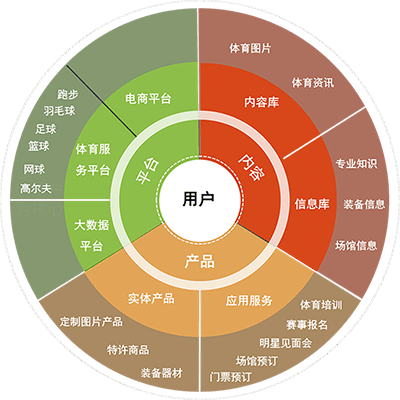 用户
平台
内容
产品
电商平台
体育服
务平台
大数据
平台
内容库
信息库
实体产品
应用服务
跑步
羽毛球
足球
篮球
网球
高尔夫
体育图片
体育资讯
专业知识
装备信息
场馆信息
定制图片产品
特许商品
装备器材
体育培训
赛事报名
明星见面会
场馆预订
门票预订